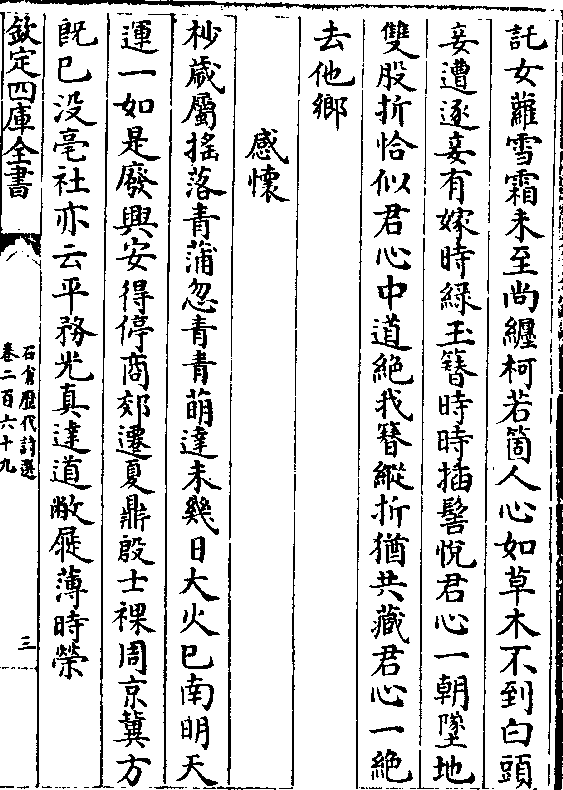 託女蘿雪霜未至尚纏柯若箇人心如草木不到白頭
妾遭逐妾有嫁時綠玉簪時時插髻悅君心一朝墜地
雙股折恰似君心中道絶我簪縱折猶共藏君心一絶
去他鄉
感懷
杪歲屬揺落青蒲忽青青萌達未幾日大火已南明天
運一如是廢興安得停商郊遷夏鼎殷士祼周京冀方
既已没亳社亦云平務光真達道敝屣薄時榮
欽定四庫全書
石倉歷代詩選
卷二百六十九
三